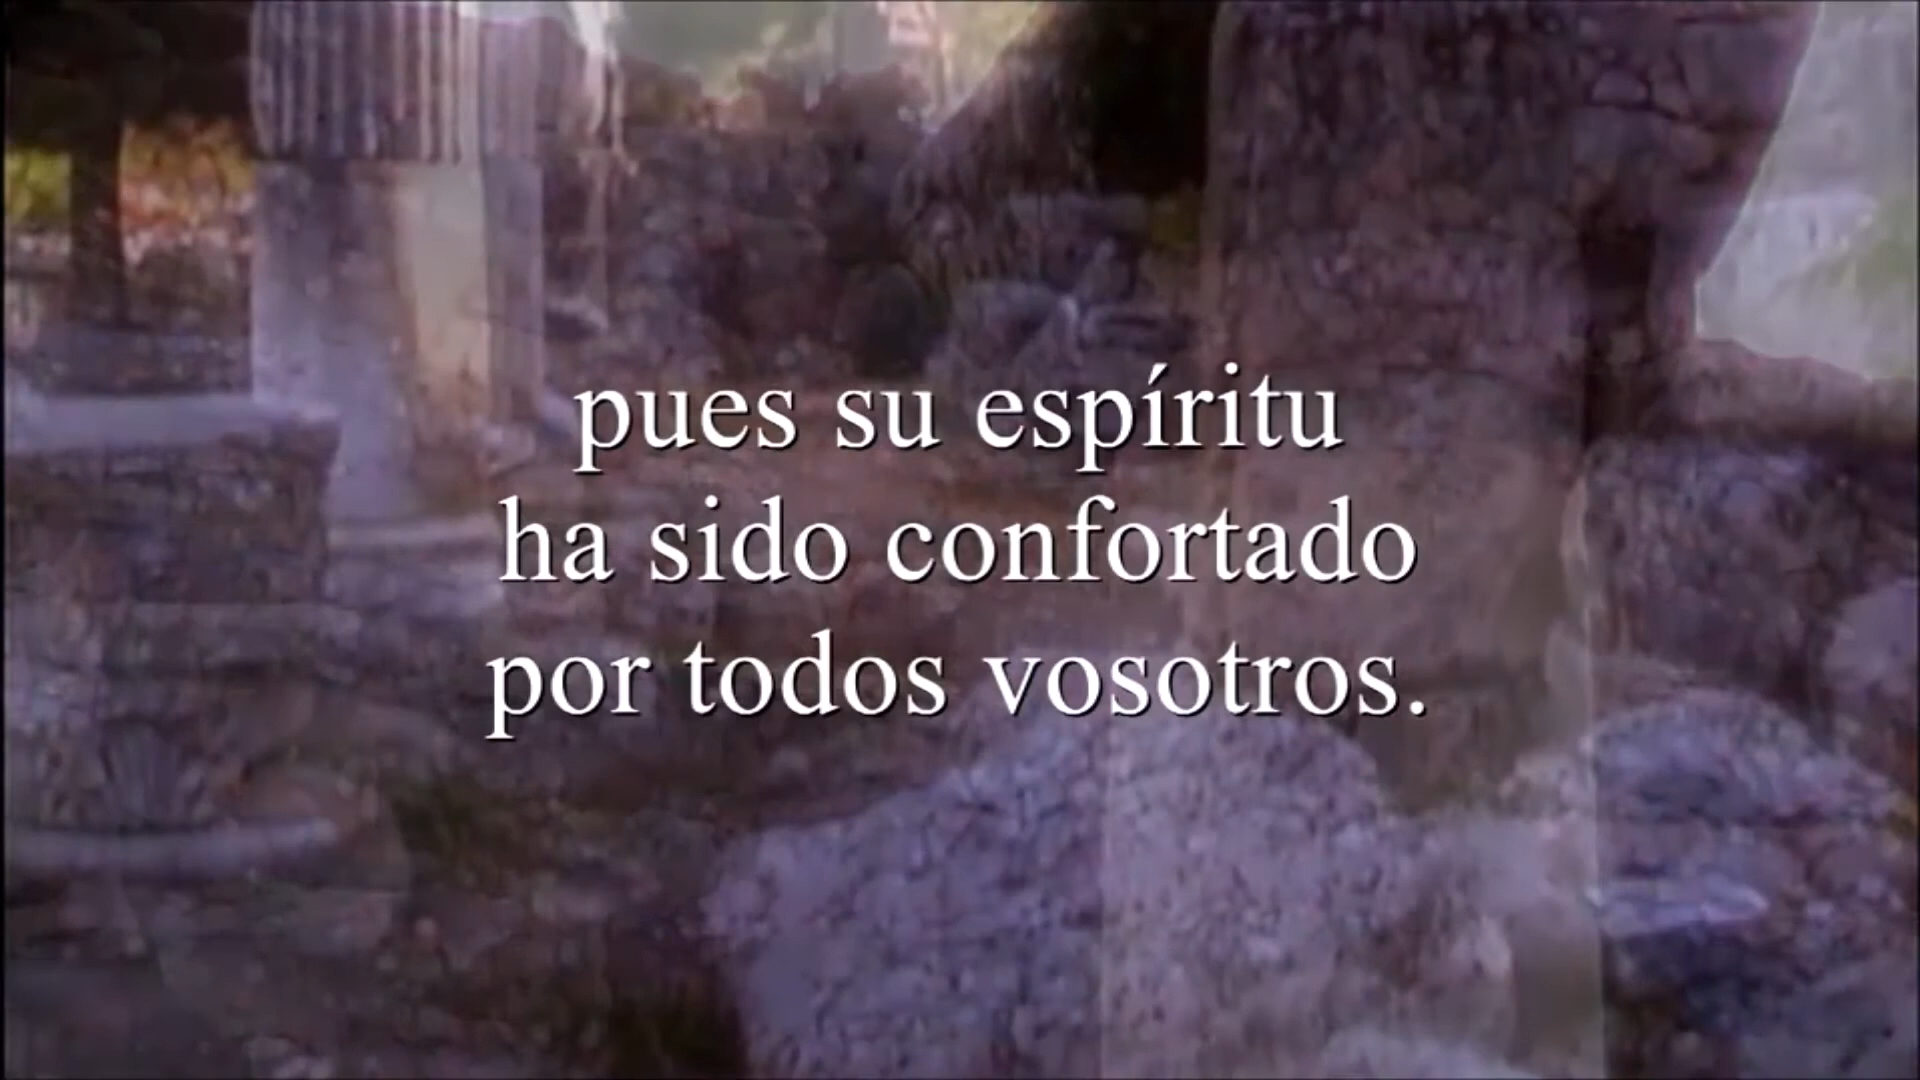 pues su espíritu
ha sido confortado
por todos vosotros.